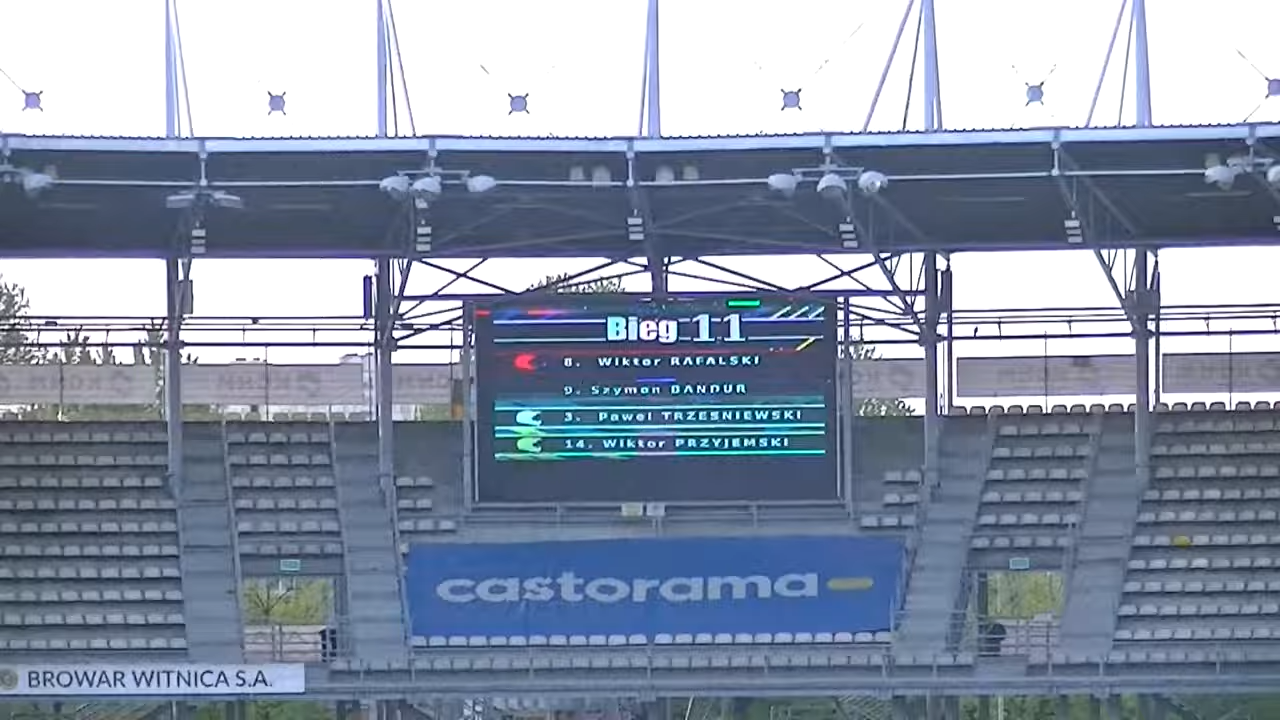 Bieg 11
8. Wiktor RAFALSKI
9. Szymon BANDUR
3. Pawel TRZESNIEWSKI
14. Wiktor PRZYJEMSKI
castorama
BROWAR WITNICA S.A.